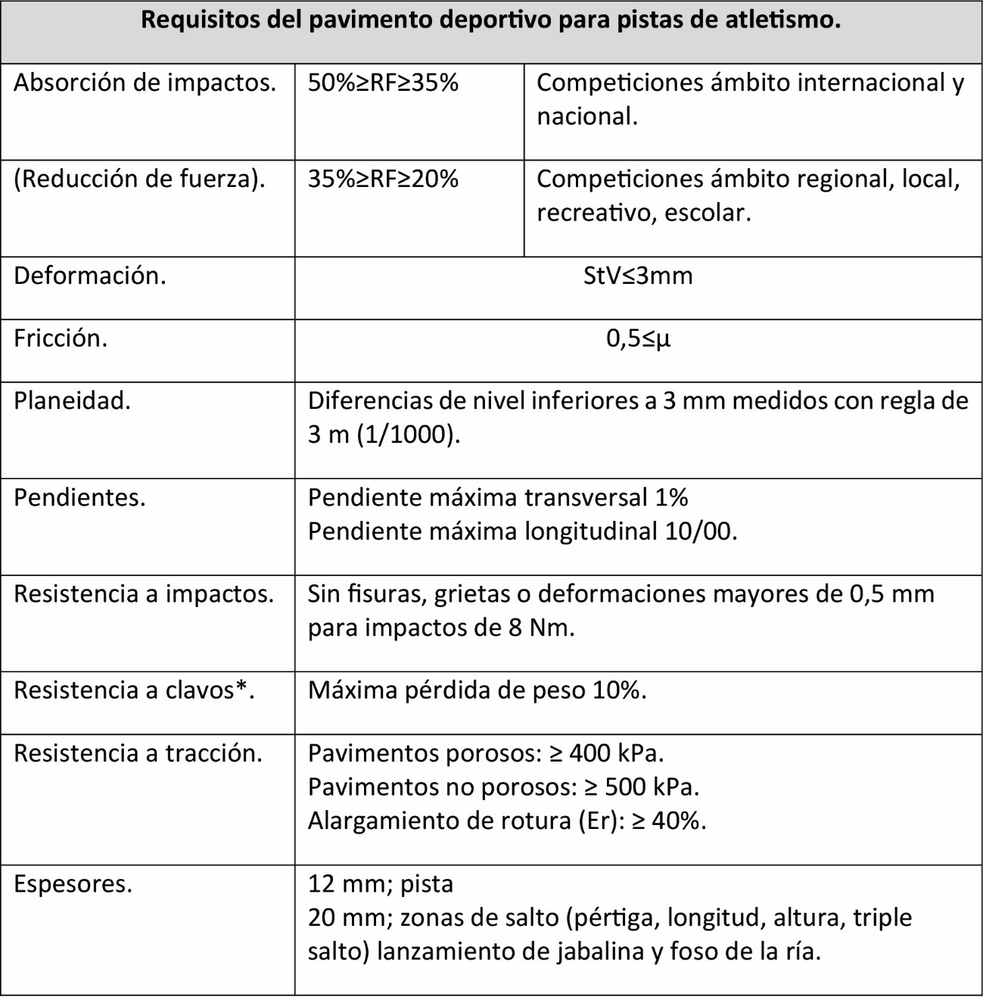 Requisitos del pavimento deportivo para pistas de atletismo.
Absorción de impactos.
50%≥RF≥35%
Competiciones ámbito internacional y
nacional.
(Reducción de fuerza).
35%≥RF≥20%
Competiciones ámbito regional, local,
recreativo, escolar.
Deformación.
StV≤3mm
Fricción.
0,5≤µ
Planeidad.
Diferencias de nivel inferiores a 3 mm medidos con regla de
3 m (1/1000).
Pendientes.
Pendiente máxima transversal 1%
Pendiente máxima longitudinal 10/00.
Resistencia a impactos.
Sin fisuras, grietas o deformaciones mayores de 0,5 mm
para impactos de 8 Nm.
Resistencia a clavos*.
Máxima pérdida de peso 10%.
Resistencia a tracción.
Pavimentos porosos: ≥ 400 kPa.
Pavimentos no porosos: ≥ 500 kPa.
Alargamiento de rotura (Er): ≥ 40%.
Espesores.
12 mm; pista
20 mm; zonas de salto (pértiga, longitud, altura, triple
salto) lanzamiento de jabalina y foso de la ría.